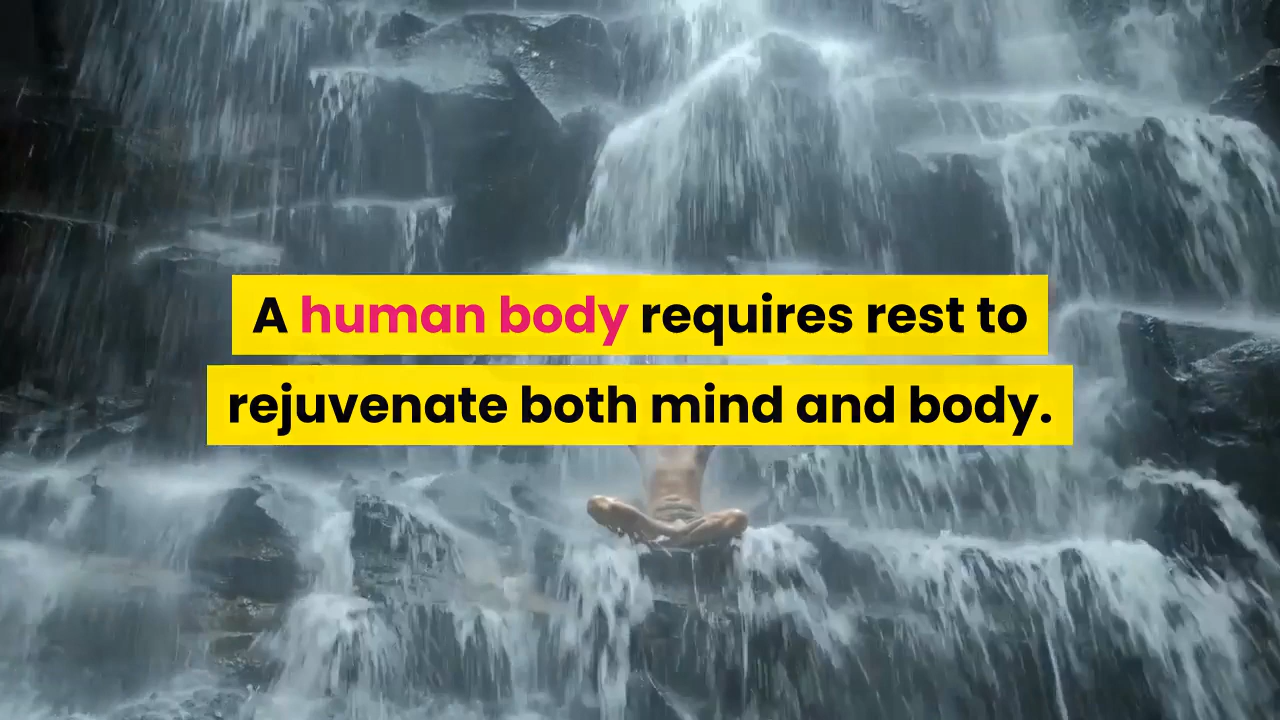 A human body requires rest to
rejuvenate both mind and body.